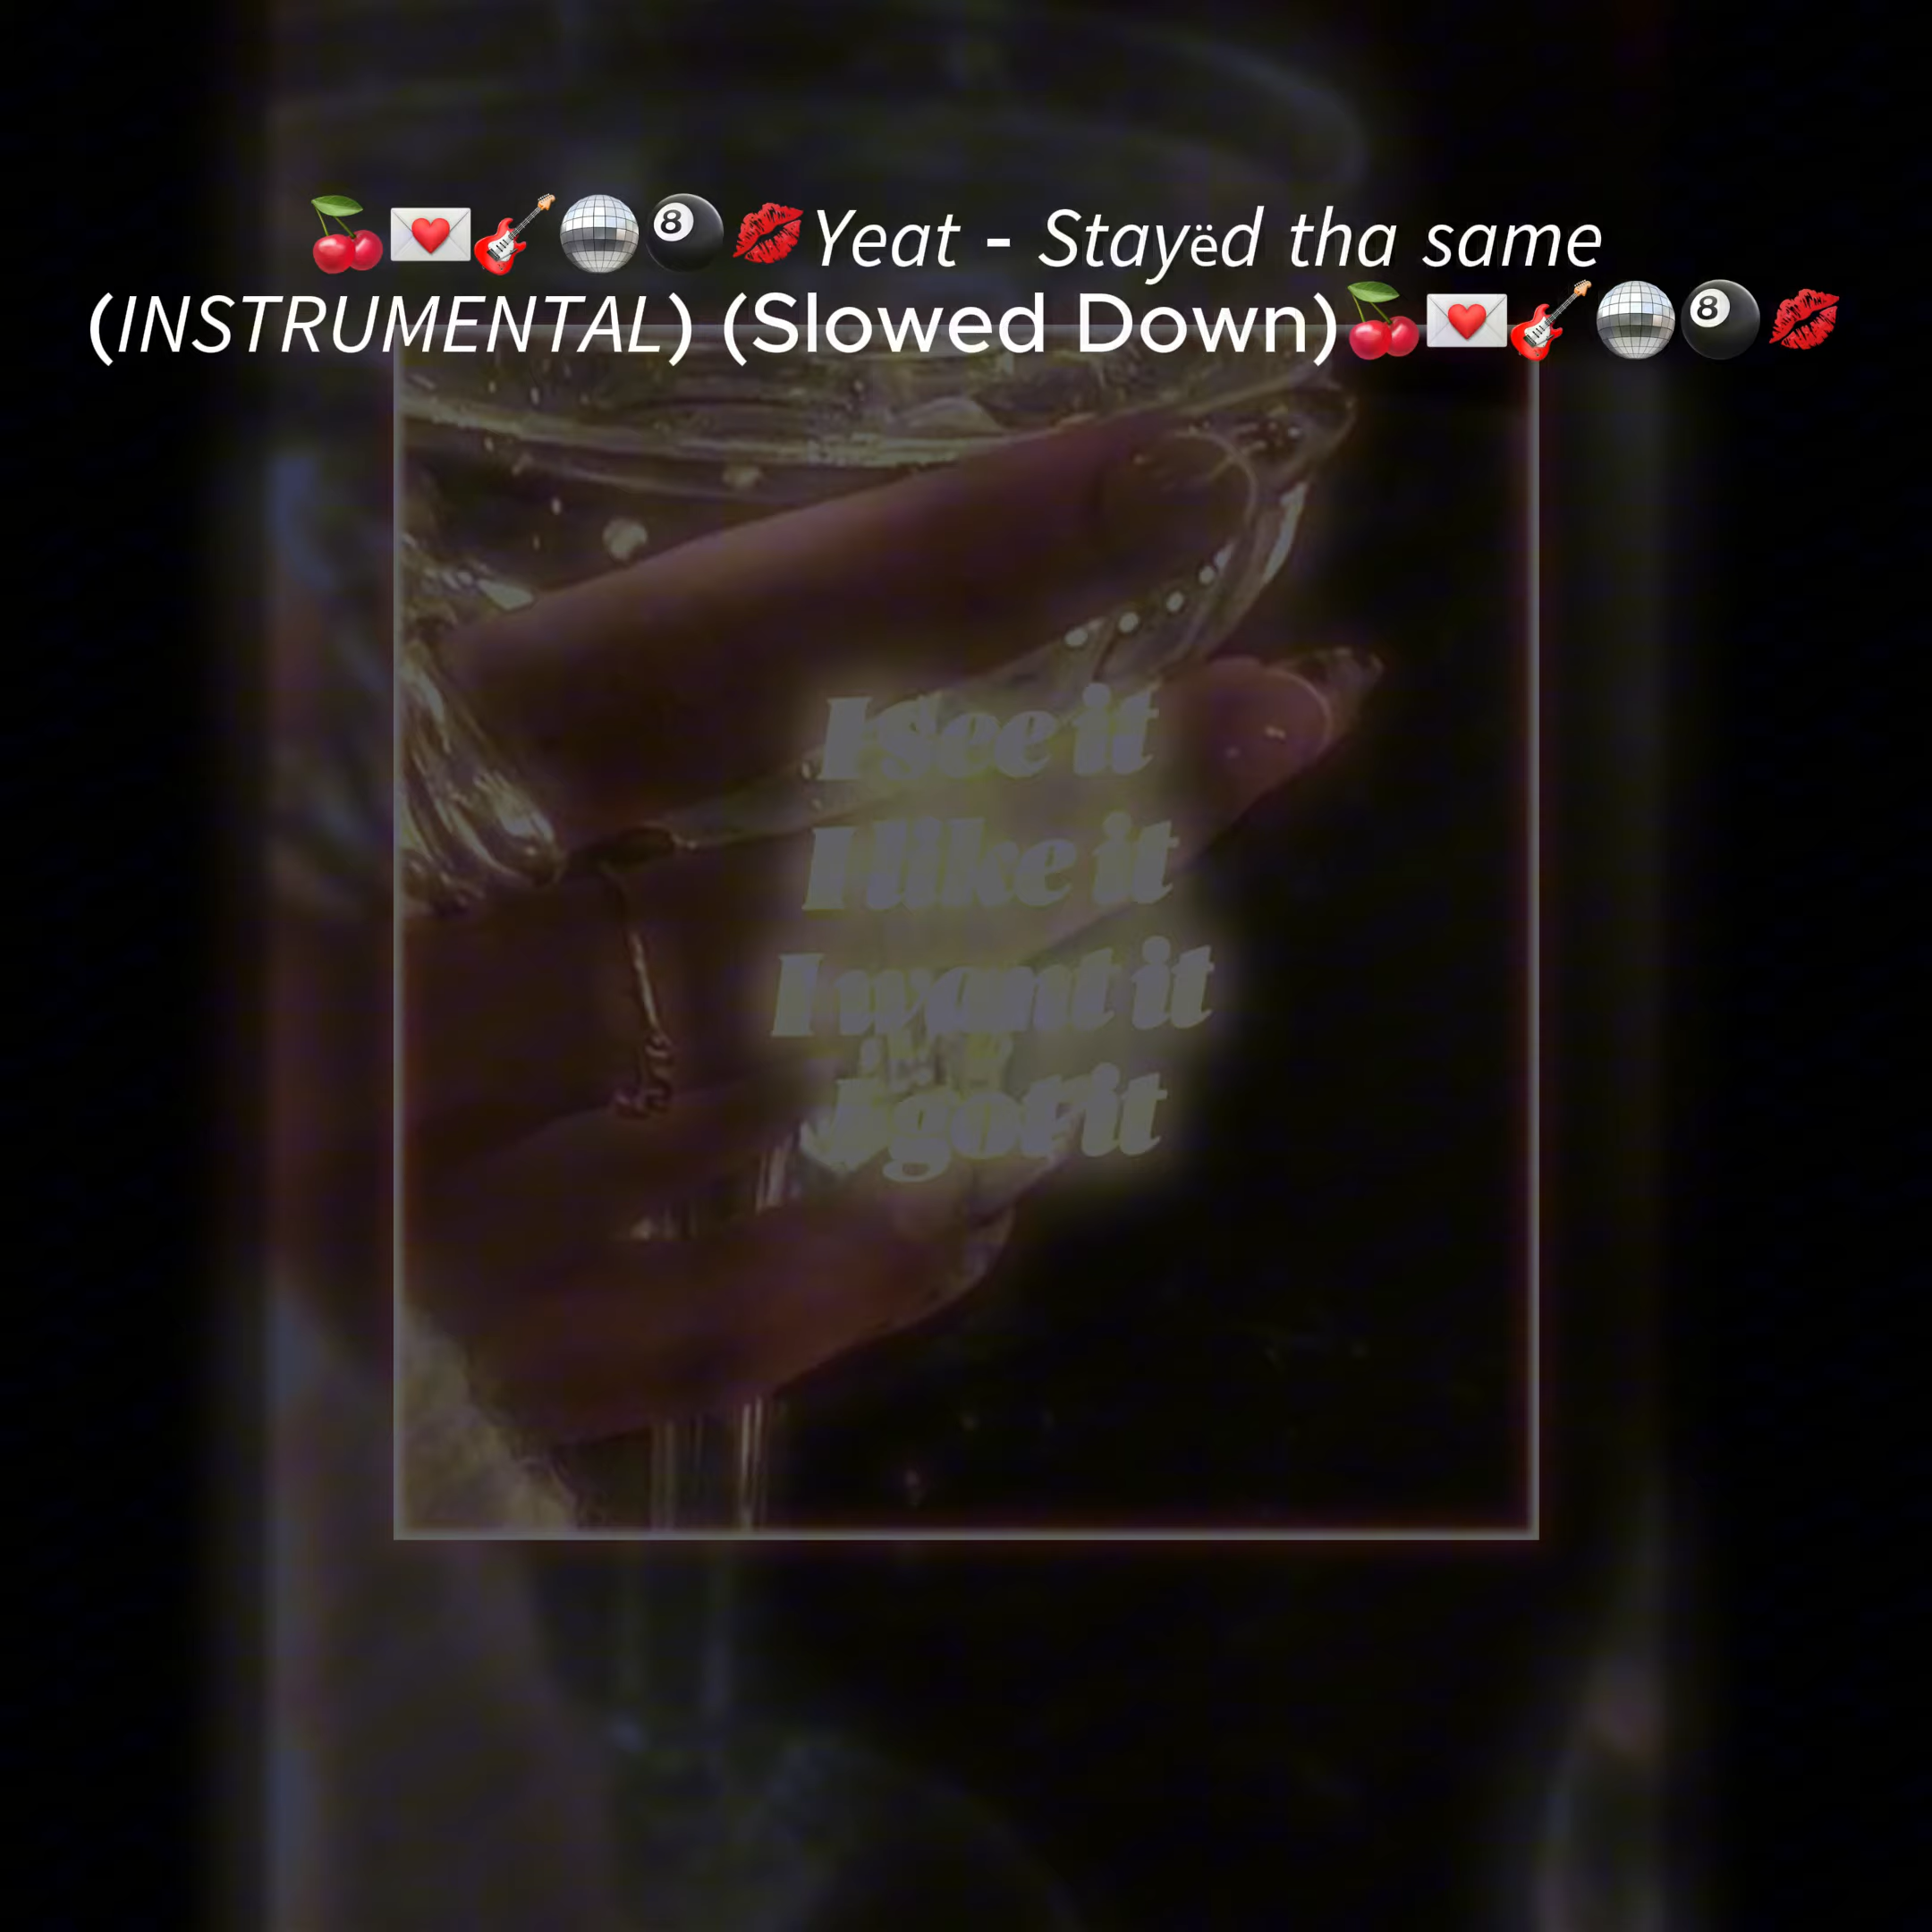 🍒💌🎸🪩🎱💋Yeat - Stayëd tha same
(INSTRUMENTAL) (Slowed Down)🍒💌🎸🪩🎱💋
I see it
I like it
I want it
I got it